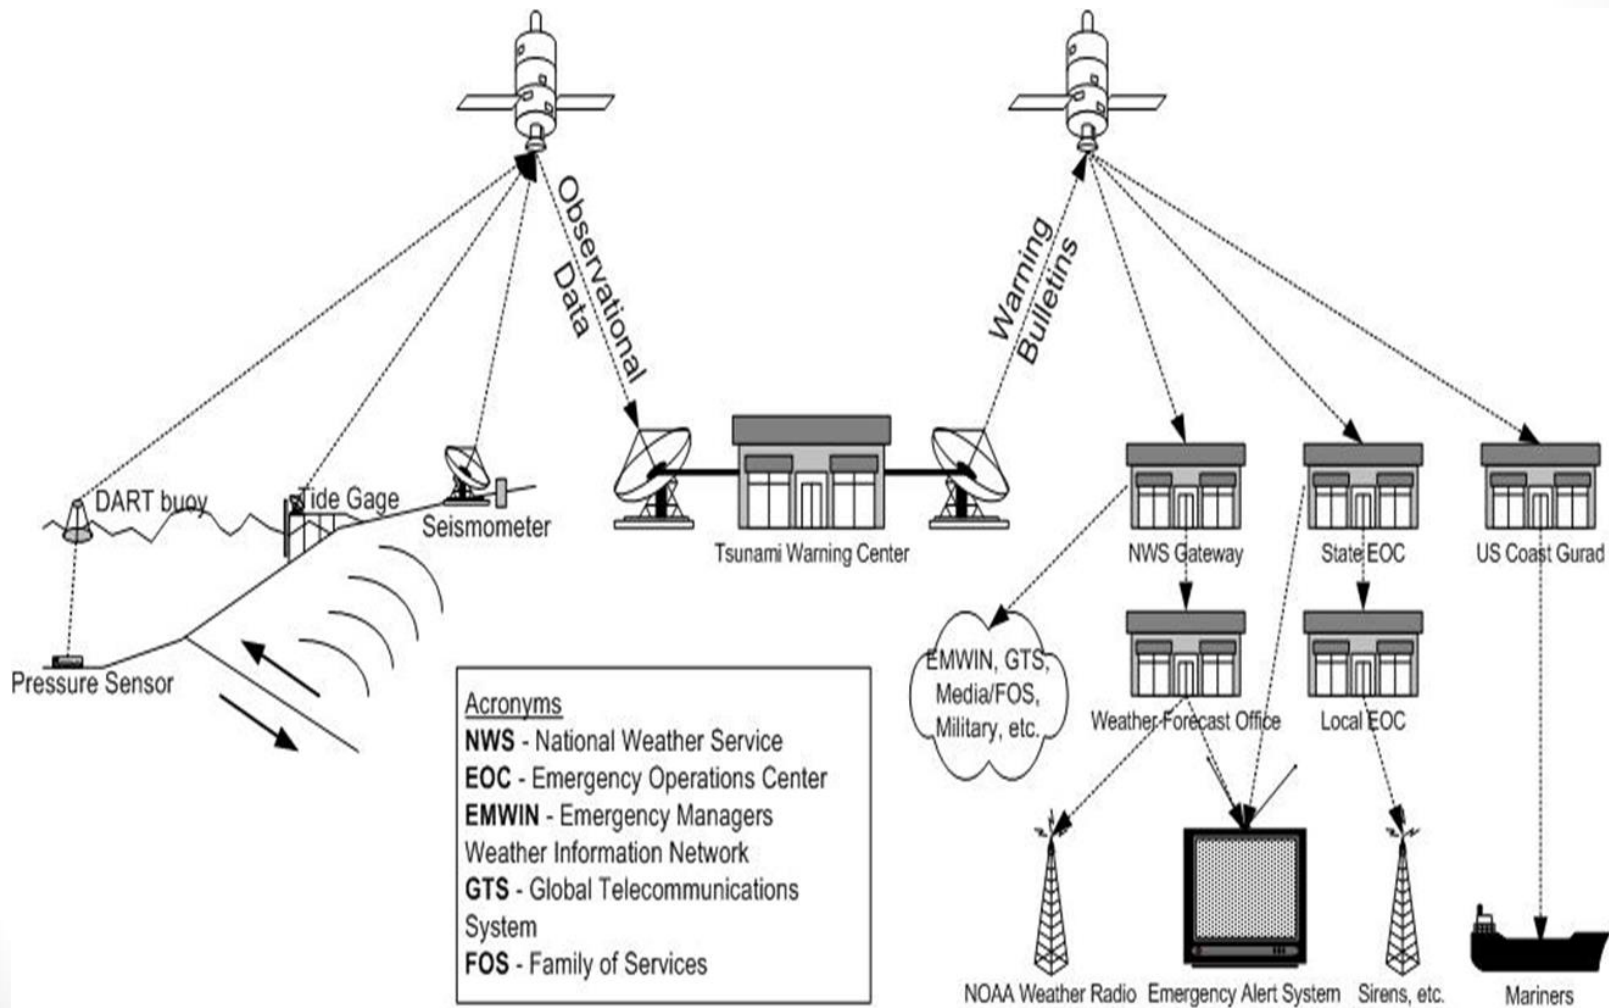 Observational
Data
Warning
Bulletins
DART buoy
Tide Gage
Seismometer
Pressure Sensor
Tsunami Warning Center
NWS Gateway
State EOC
US Coast Gurad
EMWIN, GTS,
Media/FOS,
Military, etc.
Weather Forecast Office
Local EOC
Acronyms
NWS - National Weather Service
EOC - Emergency Operations Center
EMWIN - Emergency Managers
Weather Information Network
GTS - Global Telecommunications
System
FOS - Family of Services
NOAA Weather Radio
Emergency Alert System
Sirens, etc.
Mariners